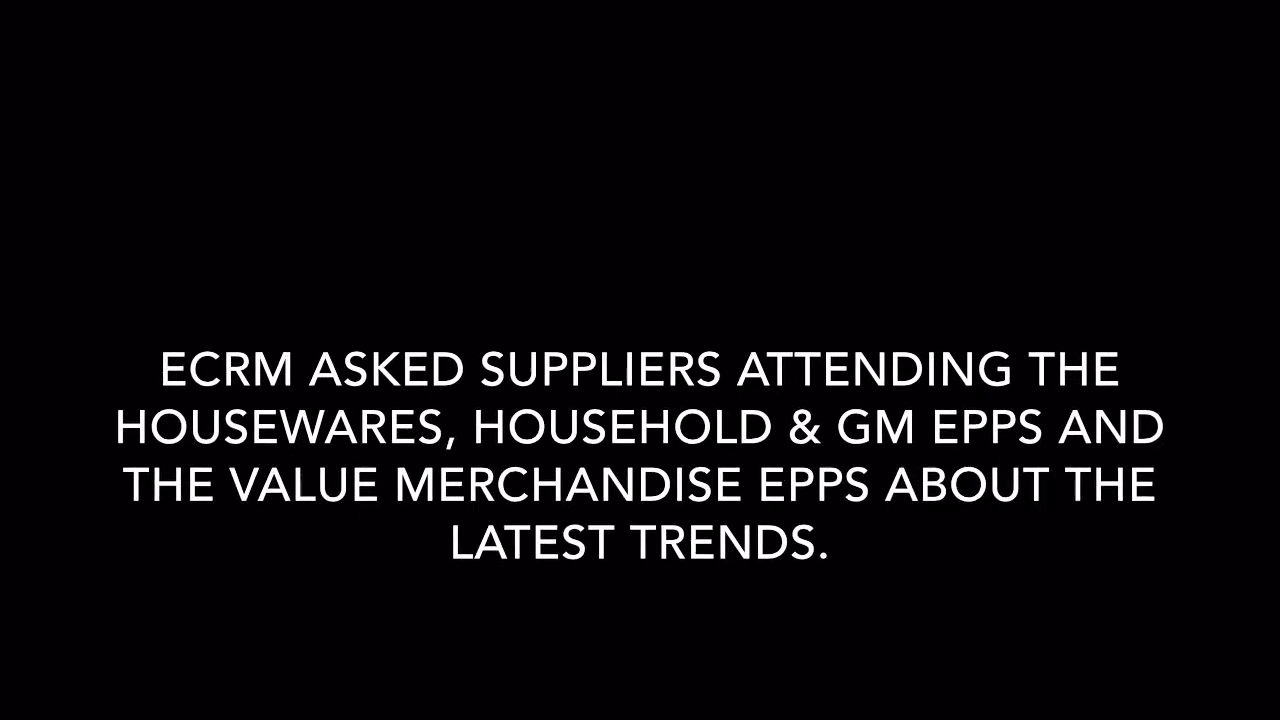 ECRM ASKED SUPPLIERS ATTENDING THE
HOUSEWARES, HOUSEHOLD & GM EPPS AND
THE VALUE MERCHANDISE EPPS ABOUT THE
LATEST TRENDS.